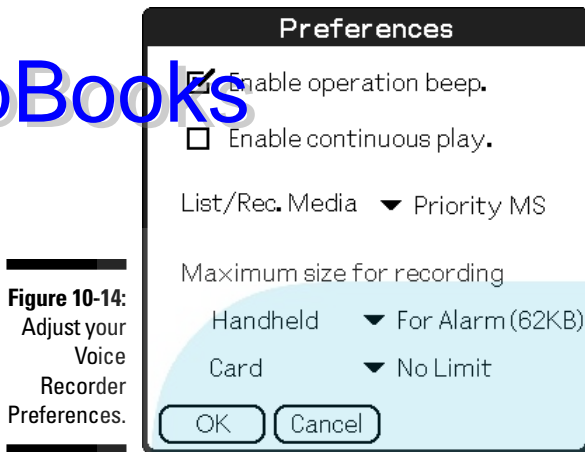 Preferences
oBooks
Enable operation beep.
Enable continuous play.
List/Rec. Media Priority MS
Maximum size for recording
Handheld For Alarm (62KB)
Card No Limit
OK Cancel
Figure 10-14:
Adjust your
Voice
Recorder
Preferences.